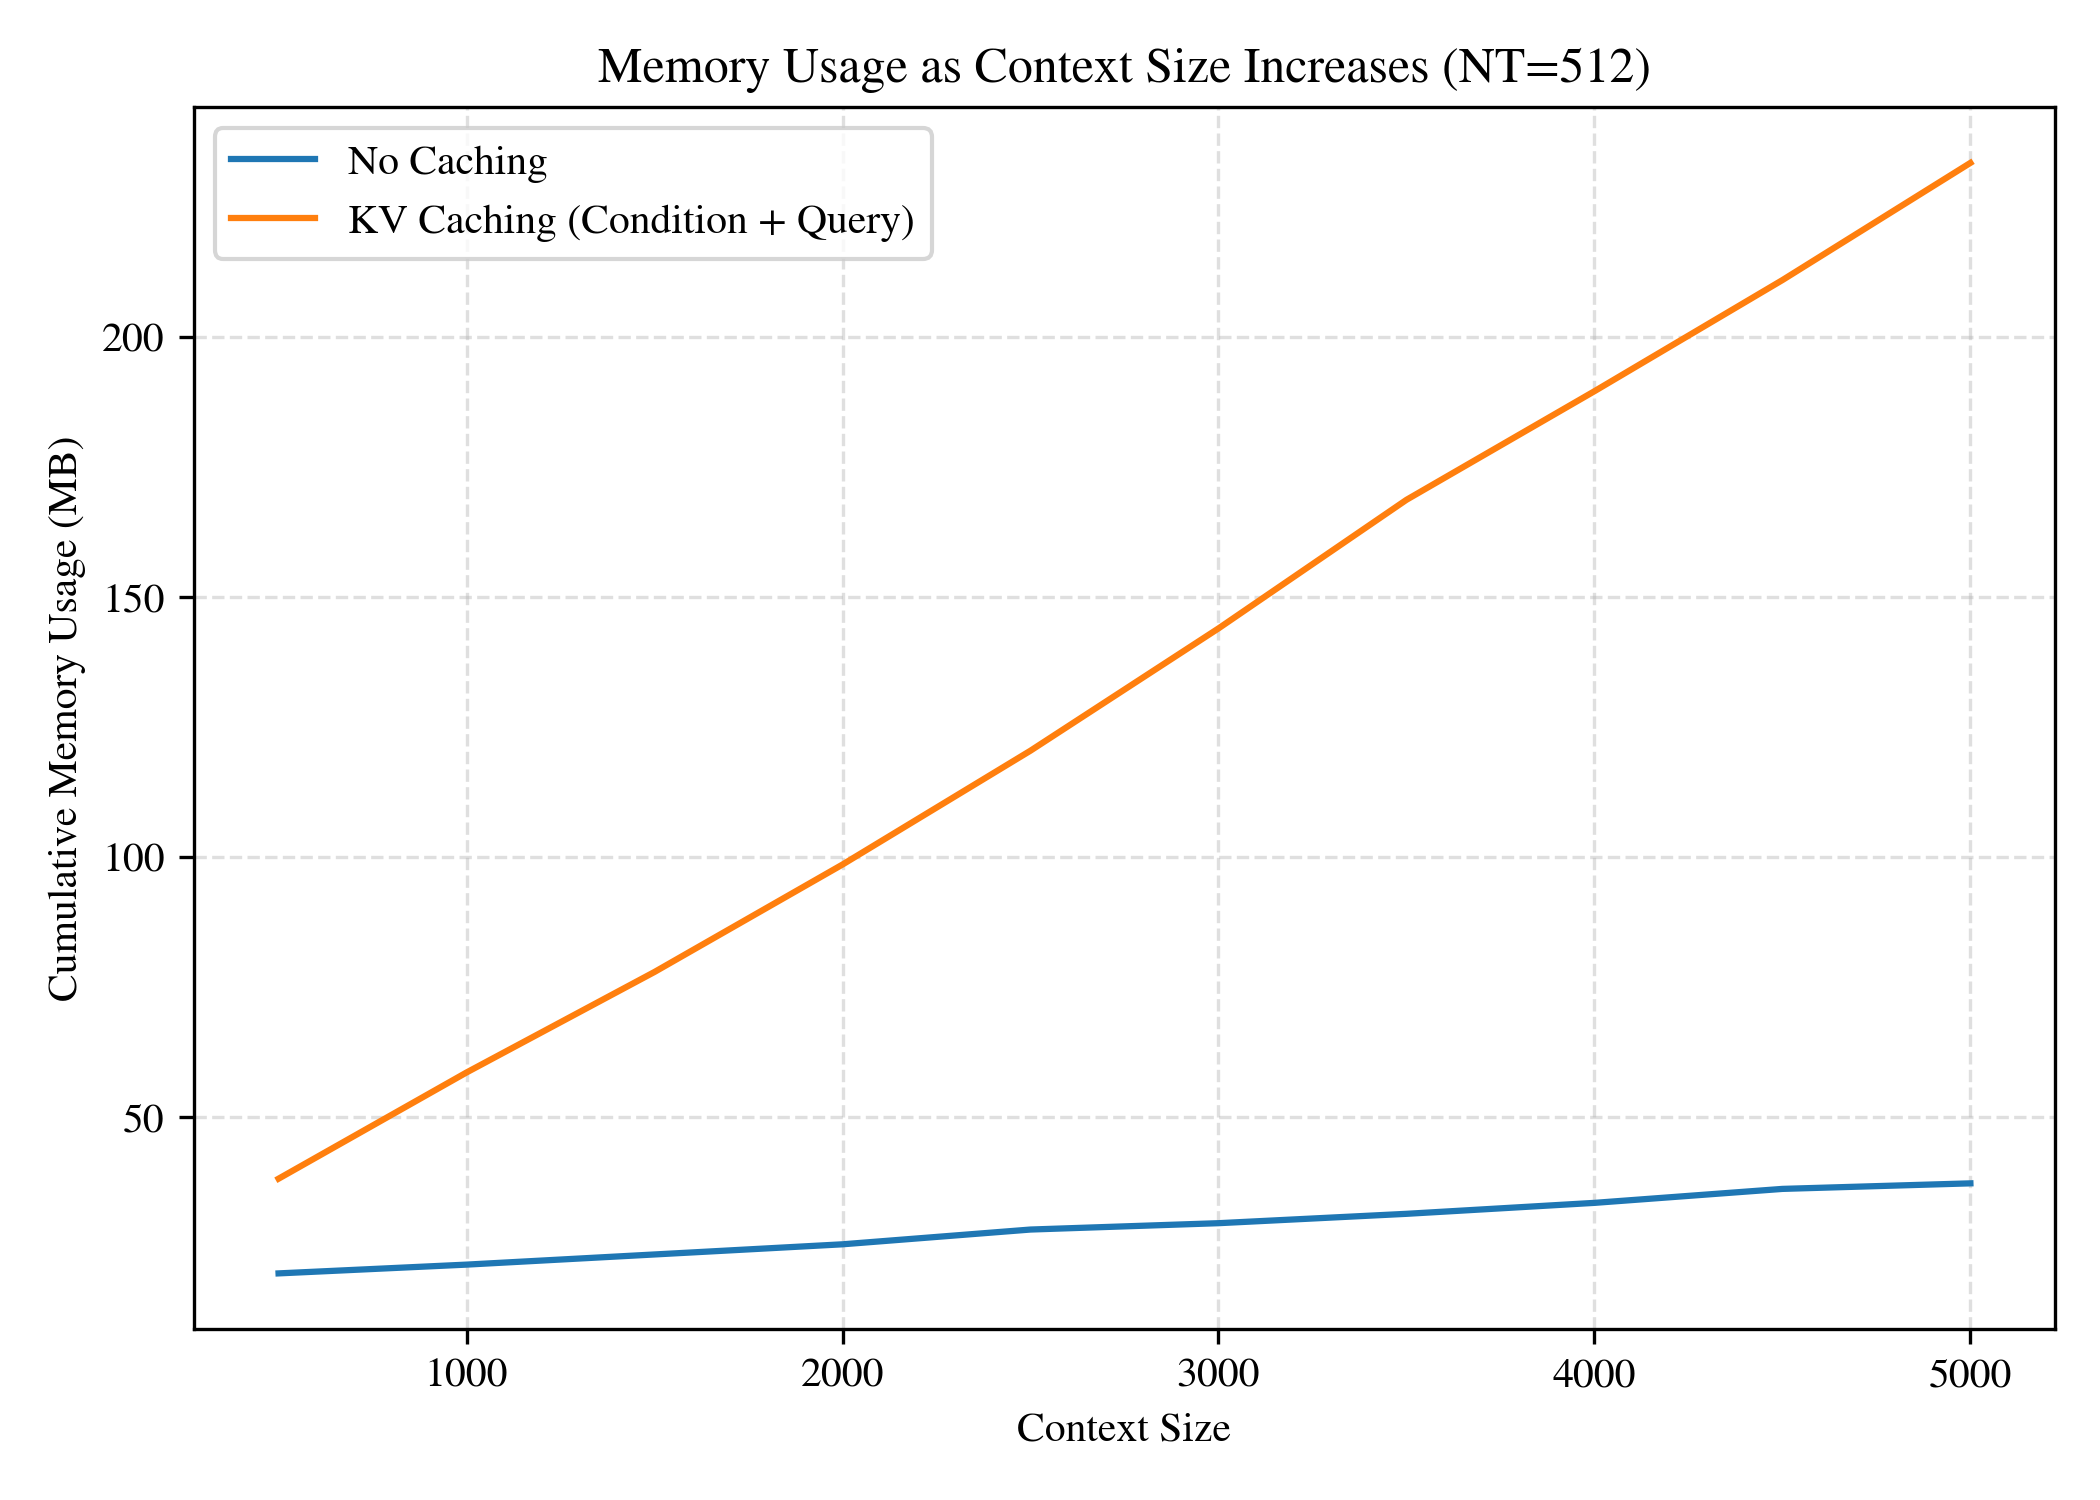 Memory Usage as Context Size Increases (NT=512)
No Caching
KV Caching (Condition + Query)
Cumulative Memory Usage (MB)
200
150
100
50
1000 2000 3000 4000 5000
Context Size